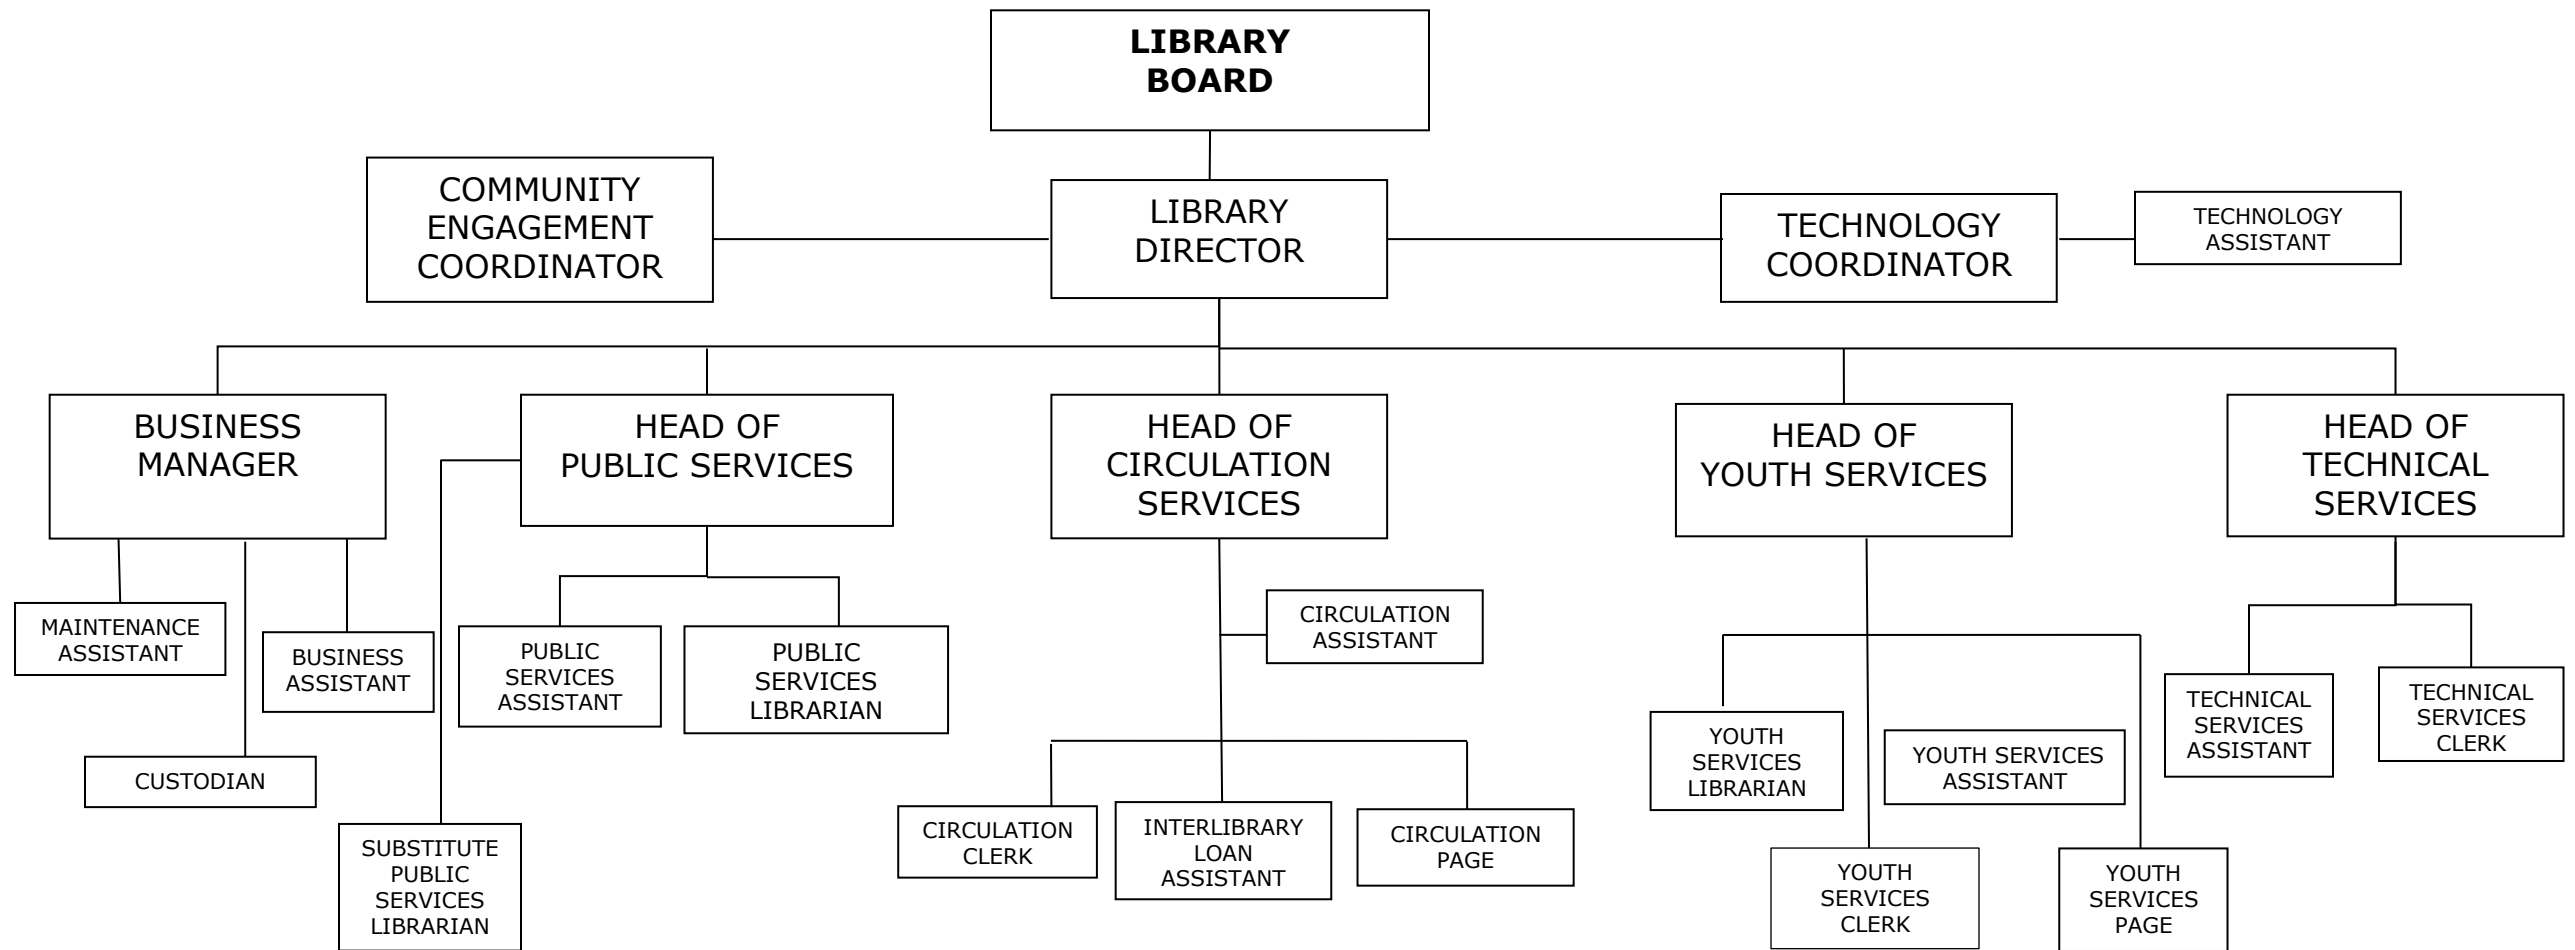 LIBRARY
BOARD
COMMUNITY
ENGAGEMENT
COORDINATOR
LIBRARY
DIRECTOR
TECHNOLOGY
COORDINATOR
TECHNOLOGY
ASSISTANT
BUSINESS
MANAGER
HEAD OF
PUBLIC SERVICES
HEAD OF
CIRCULATION
SERVICES
HEAD OF
YOUTH SERVICES
HEAD OF
TECHNICAL
SERVICES
MAINTENANCE
ASSISTANT
BUSINESS
ASSISTANT
CUSTODIAN
PUBLIC
SERVICES
ASSISTANT
PUBLIC
SERVICES
LIBRARIAN
SUBSTITUTE
PUBLIC
SERVICES
LIBRARIAN
CIRCULATION
ASSISTANT
CIRCULATION
CLERK
INTERLIBRARY
LOAN
ASSISTANT
CIRCULATION
PAGE
YOUTH
SERVICES
LIBRARIAN
YOUTH SERVICES
ASSISTANT
YOUTH
SERVICES
CLERK
YOUTH
SERVICES
PAGE
TECHNICAL
SERVICES
ASSISTANT
TECHNICAL
SERVICES
CLERK